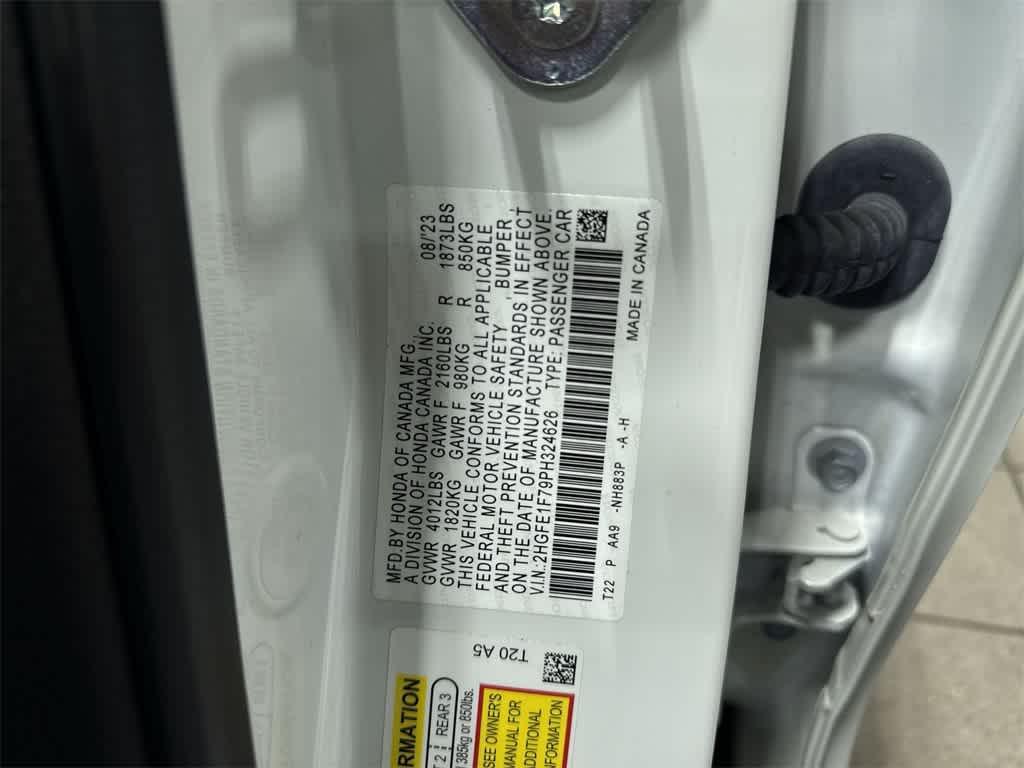 MFD.BY HONDA OF CANADA MFG. 08/'23
A DIVISION OF HONDA CANADA INC.
GVWR 4012LBS GAWR F 2160LBS R 1873LBS
GVWR 1820KG GAWR F 980KG R 850KG
THIS VEHICLE CONFORMS TO ALL APPLICABLE
FEDERAL MOTOR VEHICLE SAFETY , BUMPER ,
AND THEFT PREVENTION STANDARDS IN EFFECT
ON THE DATE OF MANUFACTURE SHOWN ABOVE.
V.IN.:2HGFE1F79PH324626 TYPE: PASSENGER CAR
T22 P AA9 -NH883P -A -H
MADE IN CANADA
T20 A5
RMATION
2 REAR 3
385kg or 850lbs.
SEE OWNER'S
MANUAL FOR
ADDITIONAL
NFORMATION